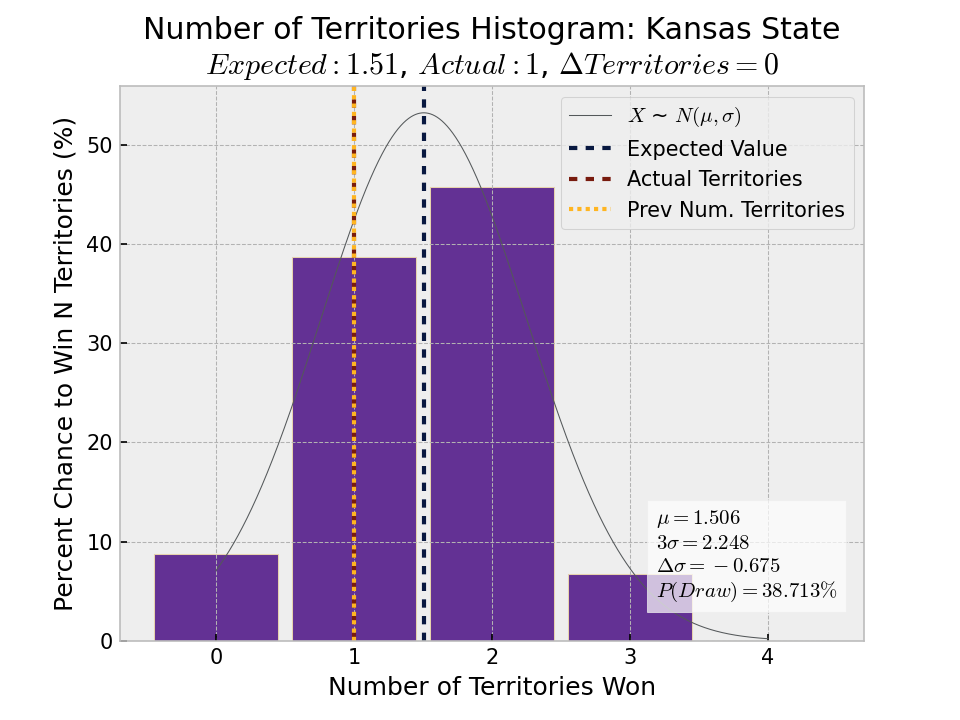 Number of Territories Histogram: Kansas State
Expected : 1.51, Actual : 1, ΔTerritories = 0
Percent Chance to Win N Territories (%)
50
40
30
20
10
0
X ~ N(μ, σ)
Expected Value
Actual Territories
Prev Num. Territories
μ = 1.506
3σ = 2.248
Δσ = −0.675
P(Draw) = 38.713%
0 1 2 3 4
Number of Territories Won